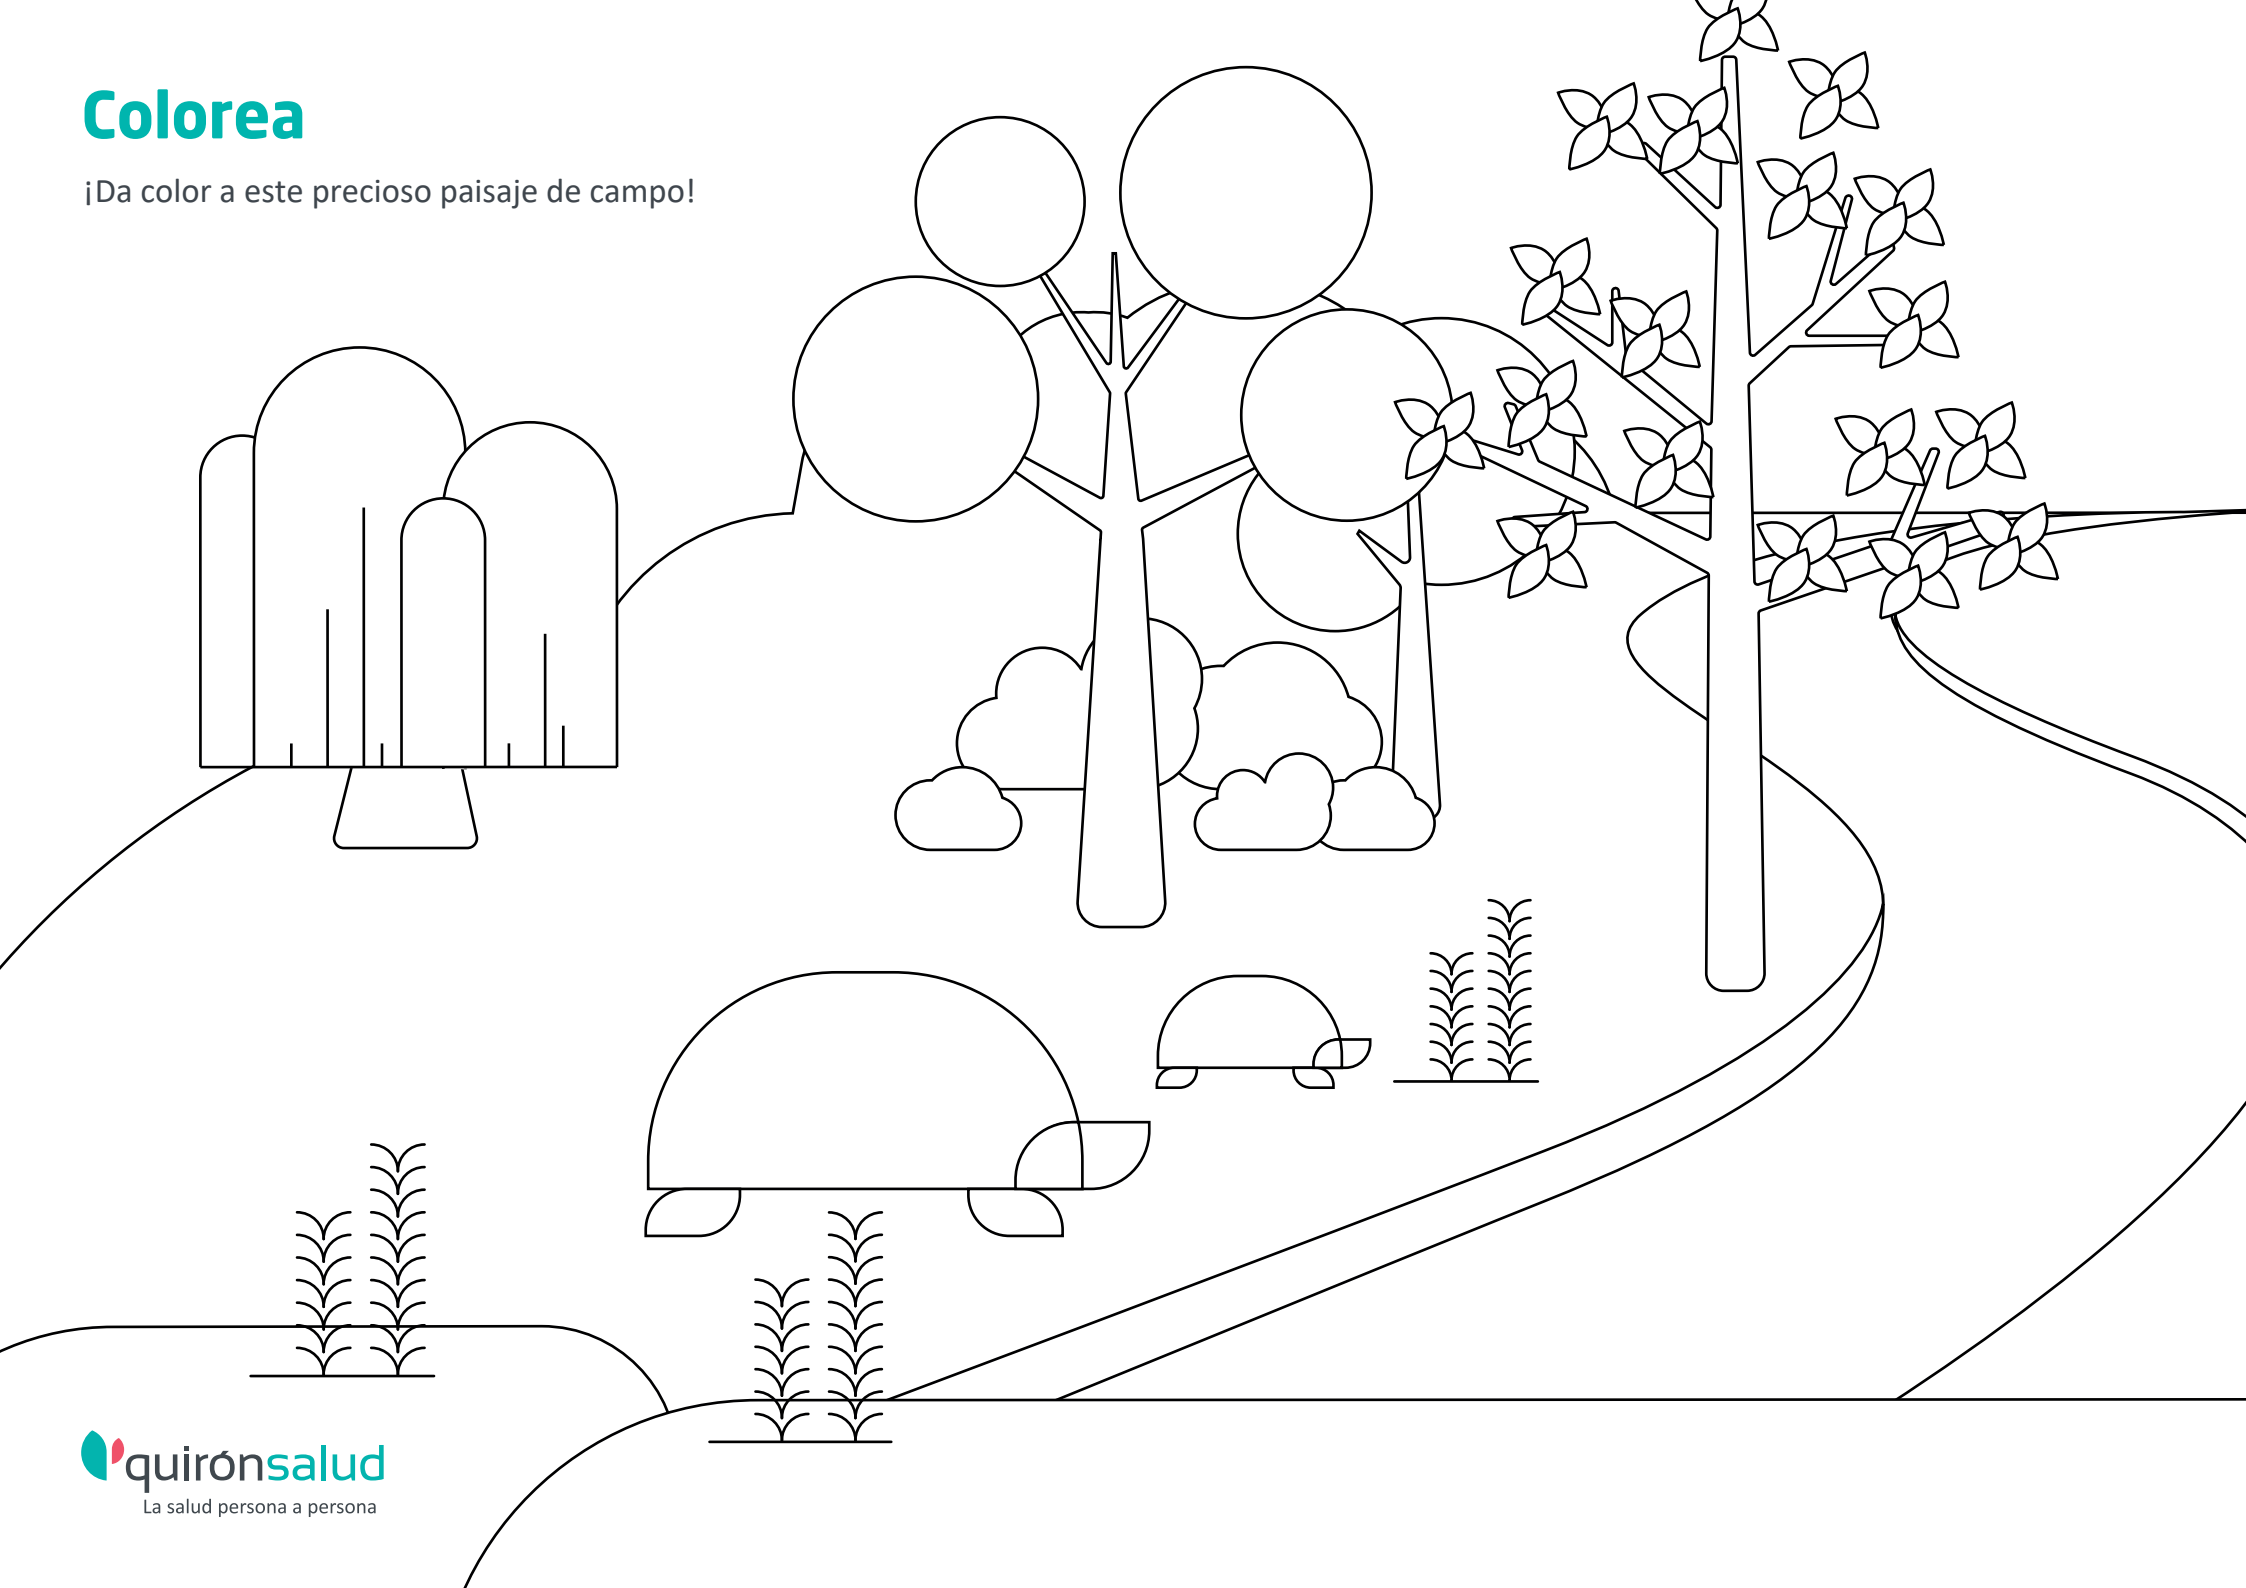 Colorea
¡Da color a este precioso paisaje de campo!
quirónsalud
La salud persona a persona